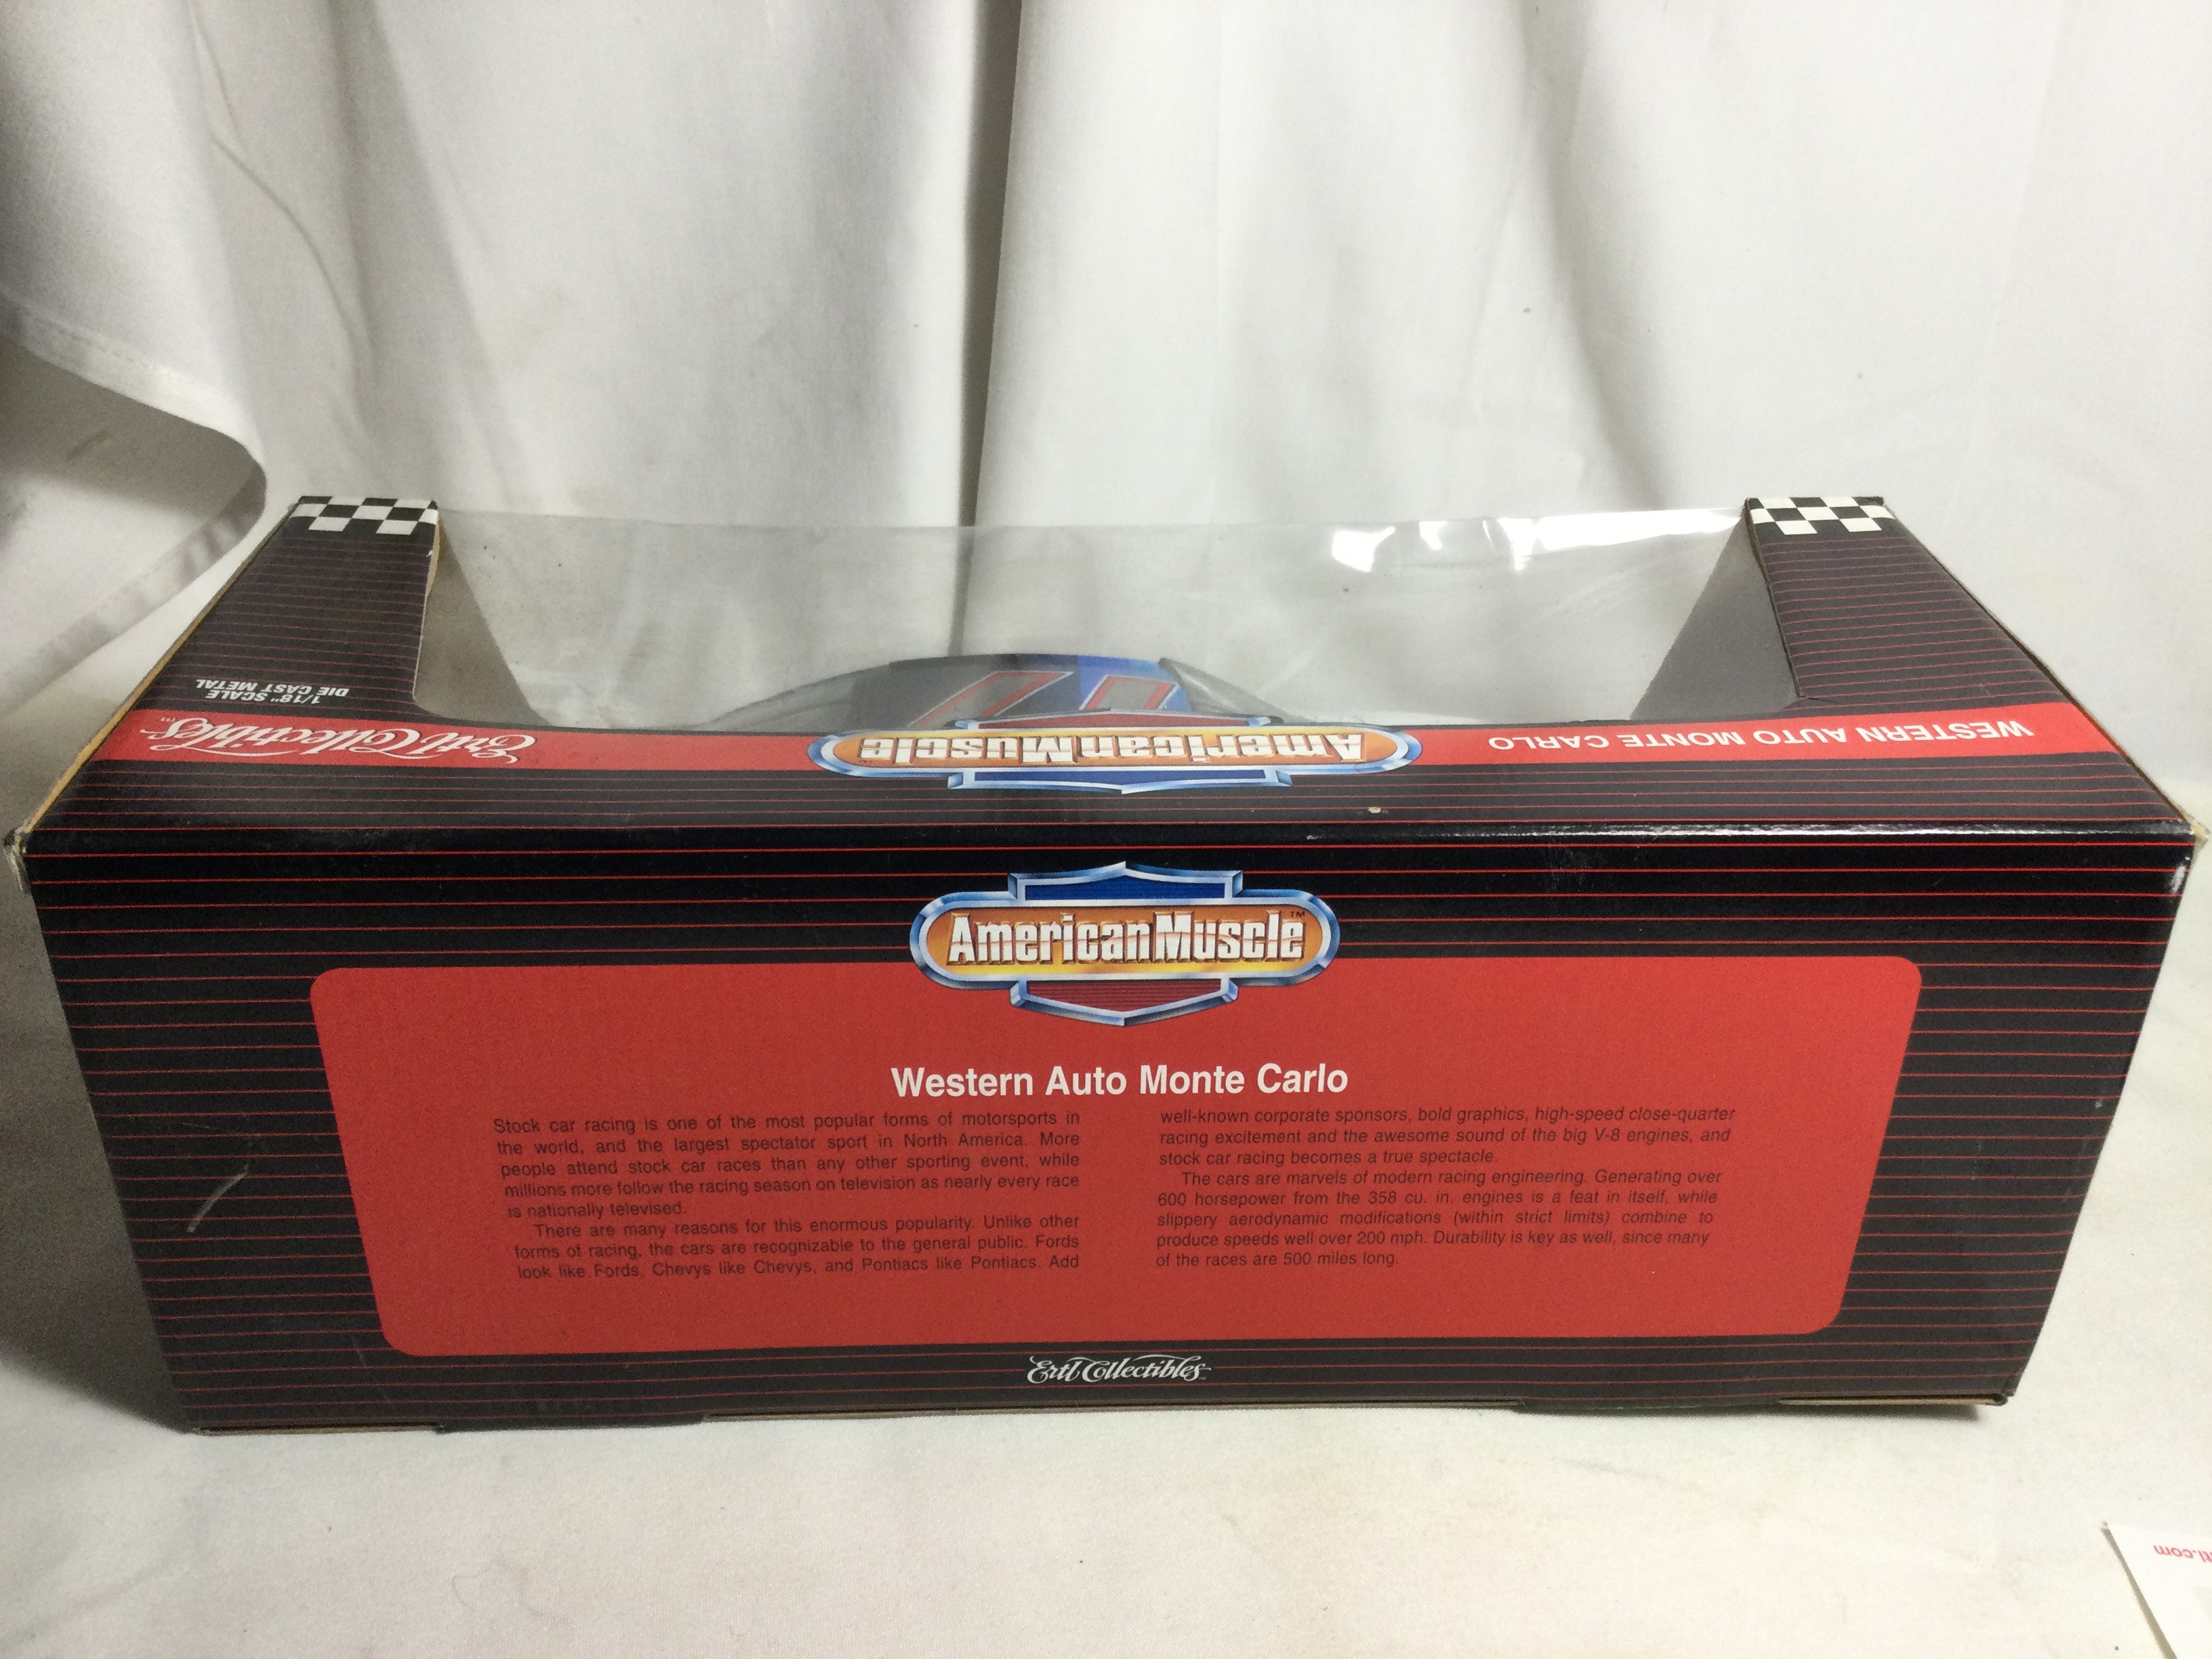 1/18" SCALE
DIE CAST METAL
Ertl Collectibles™
AmericanMuscle
WESTERN AUTO MONTE CARLO
AmericanMuscle™
Western Auto Monte Carlo
Stock car racing is one of the most popular forms of motorsports in
the world, and the largest spectator sport in North America. More
people attend stock car races than any other sporting event, while
millions more follow the racing season on television as nearly every race
is nationally televised.
There are many reasons for this enormous popularity. Unlike other
forms of racing, the cars are recognizable to the general public. Fords
look like Fords, Chevys like Chevys, and Pontiacs like Pontiacs. Add
well-known corporate sponsors, bold graphics, high-speed close-quarter
racing excitement and the awesome sound of the big V-8 engines, and
stock car racing becomes a true spectacle.
The cars are marvels of modern racing engineering. Generating over
600 horsepower from the 358 cu. in. engines is a feat in itself, while
slippery aerodynamic modifications (within strict limits) combine to
produce speeds well over 200 mph. Durability is key as well, since many
of the races are 500 miles long.
Ertl Collectibles